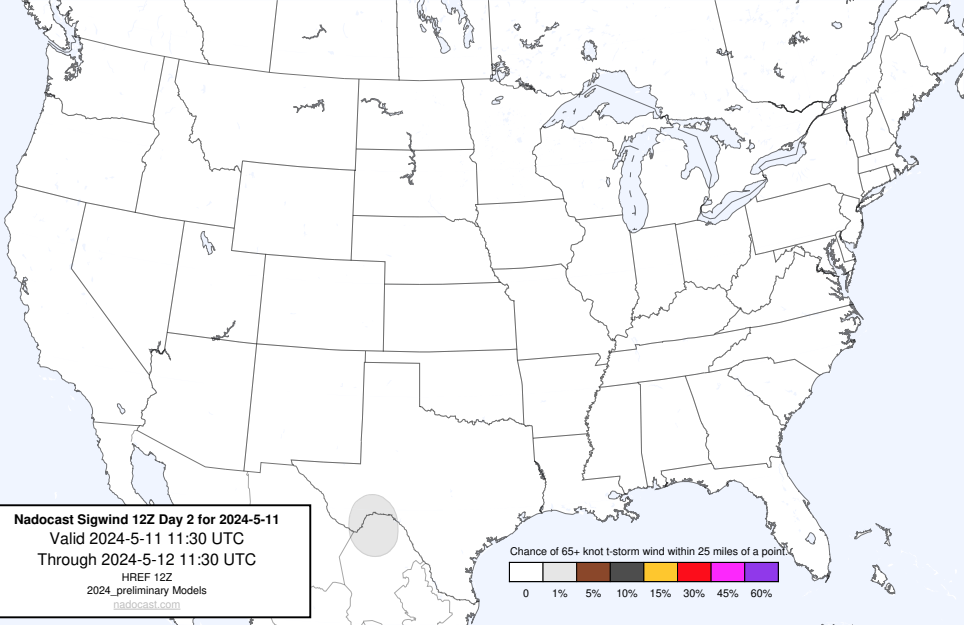 Nadocast Sigwind 12Z Day 2 for 2024-5-11
Valid 2024-5-11 11:30 UTC
Through 2024-5-12 11:30 UTC
HREF 12Z
2024_preliminary Models
nadocast.com
Chance of 65+ knot t-storm wind within 25 miles of a point.
0 1% 5% 10% 15% 30% 45% 60%